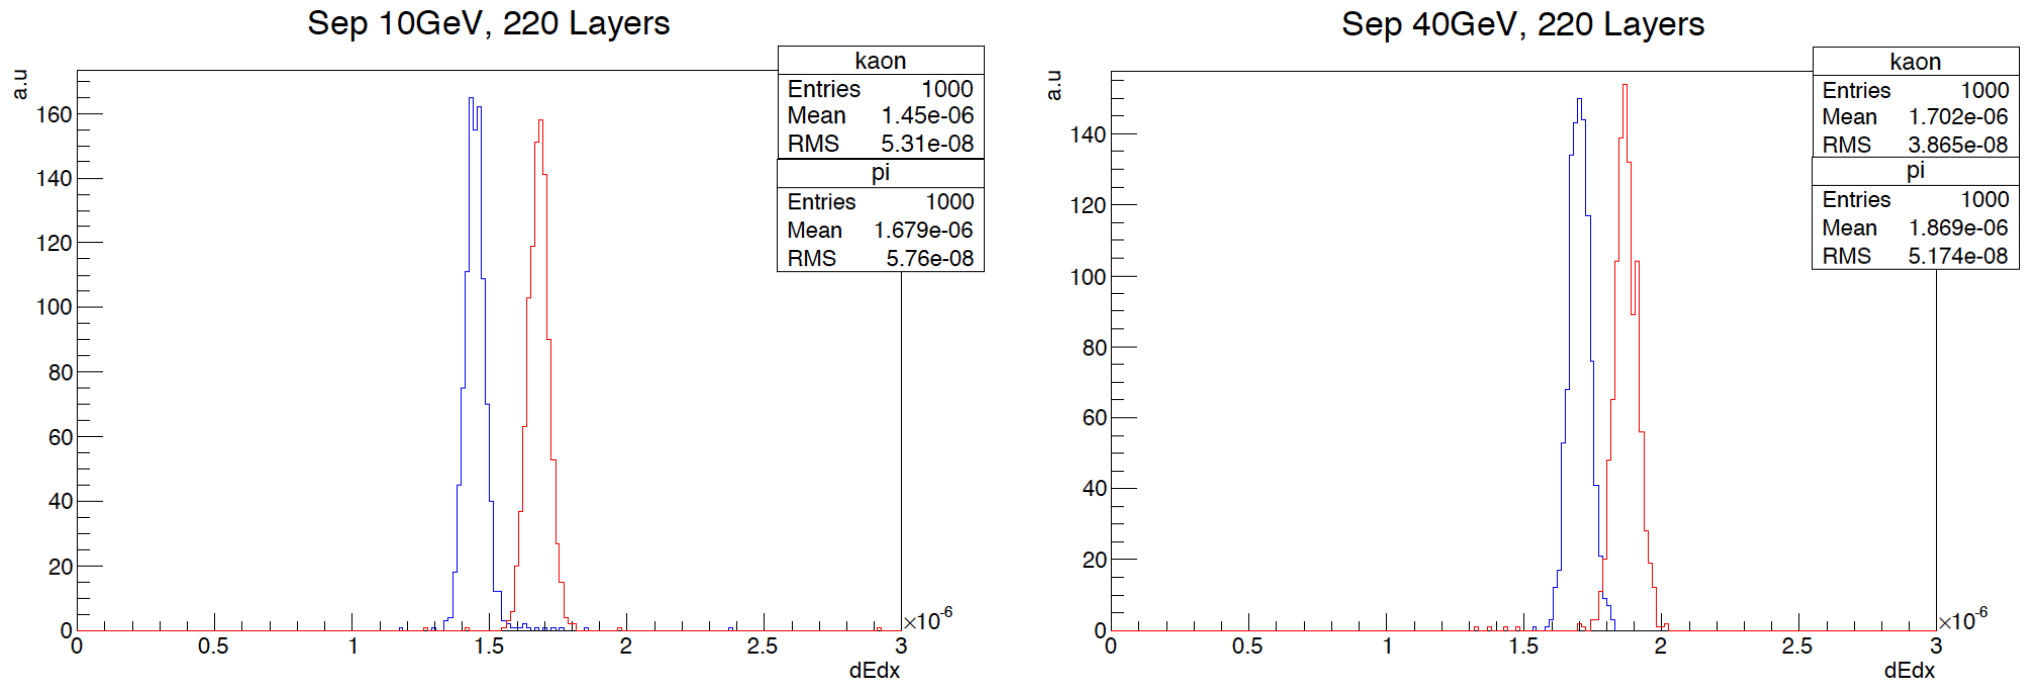 Sep 10GeV, 220 Layers
a.u
kaon
Entries 1000
Mean 1.45e-06
RMS 5.31e-08
pi
Entries 1000
Mean 1.679e-06
RMS 5.76e-08
160
140
120
100
80
60
40
20
0
0 0.5 1 1.5 2 2.5 3
×10-6
dEdx
Sep 40GeV, 220 Layers
a.u
kaon
Entries 1000
Mean 1.702e-06
RMS 3.865e-08
pi
Entries 1000
Mean 1.869e-06
RMS 5.174e-08
140
120
100
80
60
40
20
0
0 0.5 1 1.5 2 2.5 3
×10-6
dEdx